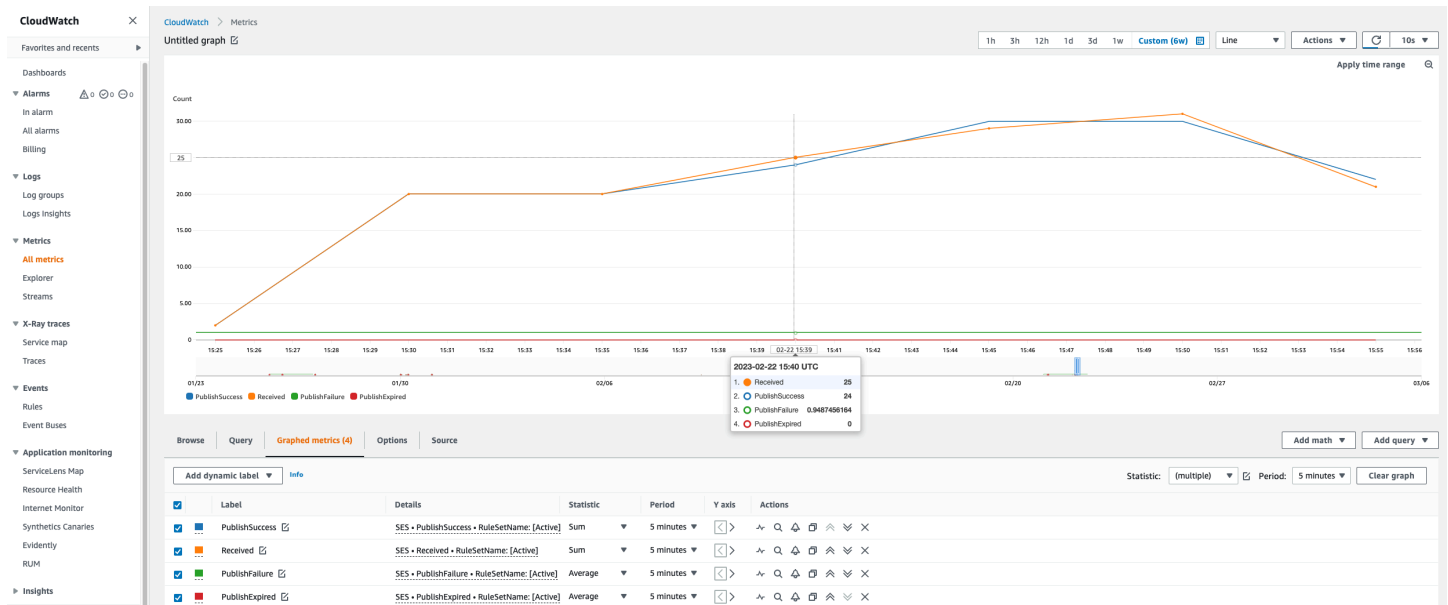 CloudWatch
Favorites and recents
Dashboards
Alarms 0 0 0
In alarm
All alarms
Billing
Logs
Log groups
Logs Insights
Metrics
All metrics
Explorer
Streams
X-Ray traces
Service map
Traces
Events
Rules
Event Buses
Application monitoring
ServiceLens Map
Resource Health
Internet Monitor
Synthetics Canaries
Evidently
RUM
Insights
CloudWatch > Metrics
Untitled graph
1h 3h 12h 1d 3d 1w Custom (6w) Line Actions 10s
Apply time range
Count
30.00
25
20.00
15.00
10.00
5.00
0
15:25 15:26 15:27 15:28 15:29 15:30 15:31 15:32 15:33 15:34 15:35 15:36 15:37 15:38 15:39 02-22 15:39 15:41 15:42 15:43 15:44 15:45 15:46 15:47 15:48 15:49 15:50 15:51 15:52 15:53 15:54 15:55 15:56
2023-02-22 15:40 UTC
1. Received 25
2. PublishSuccess 24
3. PublishFailure 0.9487456164
4. PublishExpired 0
01/23 01/30 02/06 02/20 02/27 03/06
PublishSuccess Received PublishFailure PublishExpired
Browse Query Graphed metrics (4) Options Source Add math Add query
Add dynamic label Info Statistic: (multiple) Period: 5 minutes Clear graph
Label Details Statistic Period Y axis Actions
PublishSuccess SES • PublishSuccess • RuleSetName: [Active] Sum 5 minutes
Received SES • Received • RuleSetName: [Active] Sum 5 minutes
PublishFailure SES • PublishFailure • RuleSetName: [Active] Average 5 minutes
PublishExpired SES • PublishExpired • RuleSetName: [Active] Average 5 minutes